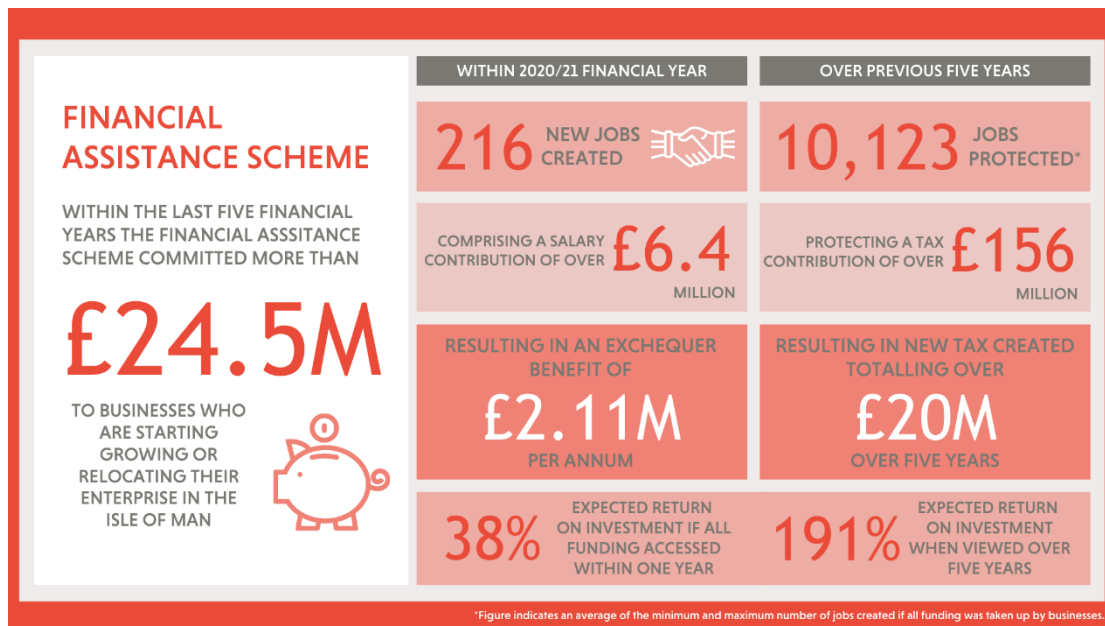 FINANCIAL
ASSISTANCE SCHEME
WITHIN THE LAST FIVE FINANCIAL
YEARS THE FINANCIAL ASSSITANCE
SCHEME COMMITTED MORE THAN
£24.5M
TO BUSINESSES WHO
ARE STARTING
GROWING OR
RELOCATING THEIR
ENTERPRISE IN THE
ISLE OF MAN
WITHIN 2020/21 FINANCIAL YEAR
216 NEW JOBS
CREATED
COMPRISING A SALARY
CONTRIBUTION OF OVER £6.4
MILLION
RESULTING IN AN EXCHEQUER
BENEFIT OF
£2.11M
PER ANNUM
38% EXPECTED RETURN
ON INVESTMENT IF ALL
FUNDING ACCESSED
WITHIN ONE YEAR
OVER PREVIOUS FIVE YEARS
10,123 JOBS
PROTECTED*
PROTECTING A TAX
CONTRIBUTION OF OVER £156
MILLION
RESULTING IN NEW TAX CREATED
TOTALLING OVER
£20M
OVER FIVE YEARS
191% EXPECTED RETURN
ON INVESTMENT
WHEN VIEWED OVER
FIVE YEARS
*Figure indicates an average of the minimum and maximum number of jobs created if all funding was taken up by businesses.